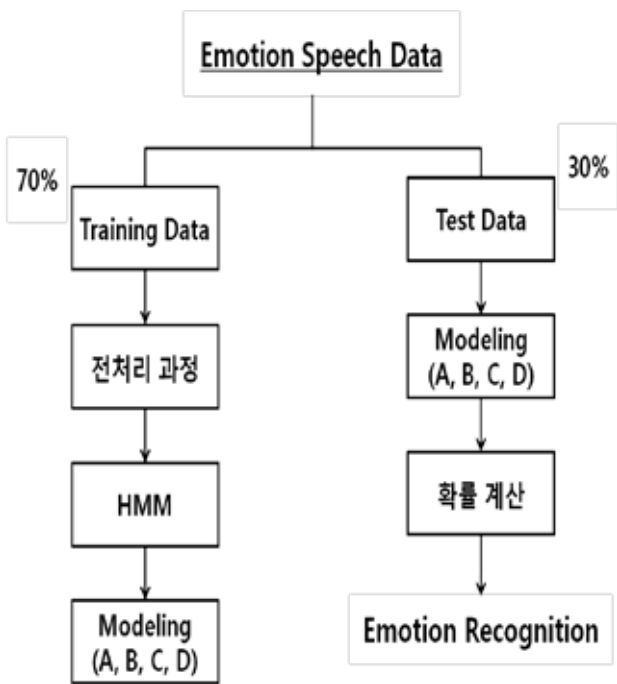 Emotion Speech Data
70%
30%
Training Data
Test Data
전처리 과정
Modeling
(A, B, C, D)
HMM
확률 계산
Modeling
(A, B, C, D)
Emotion Recognition